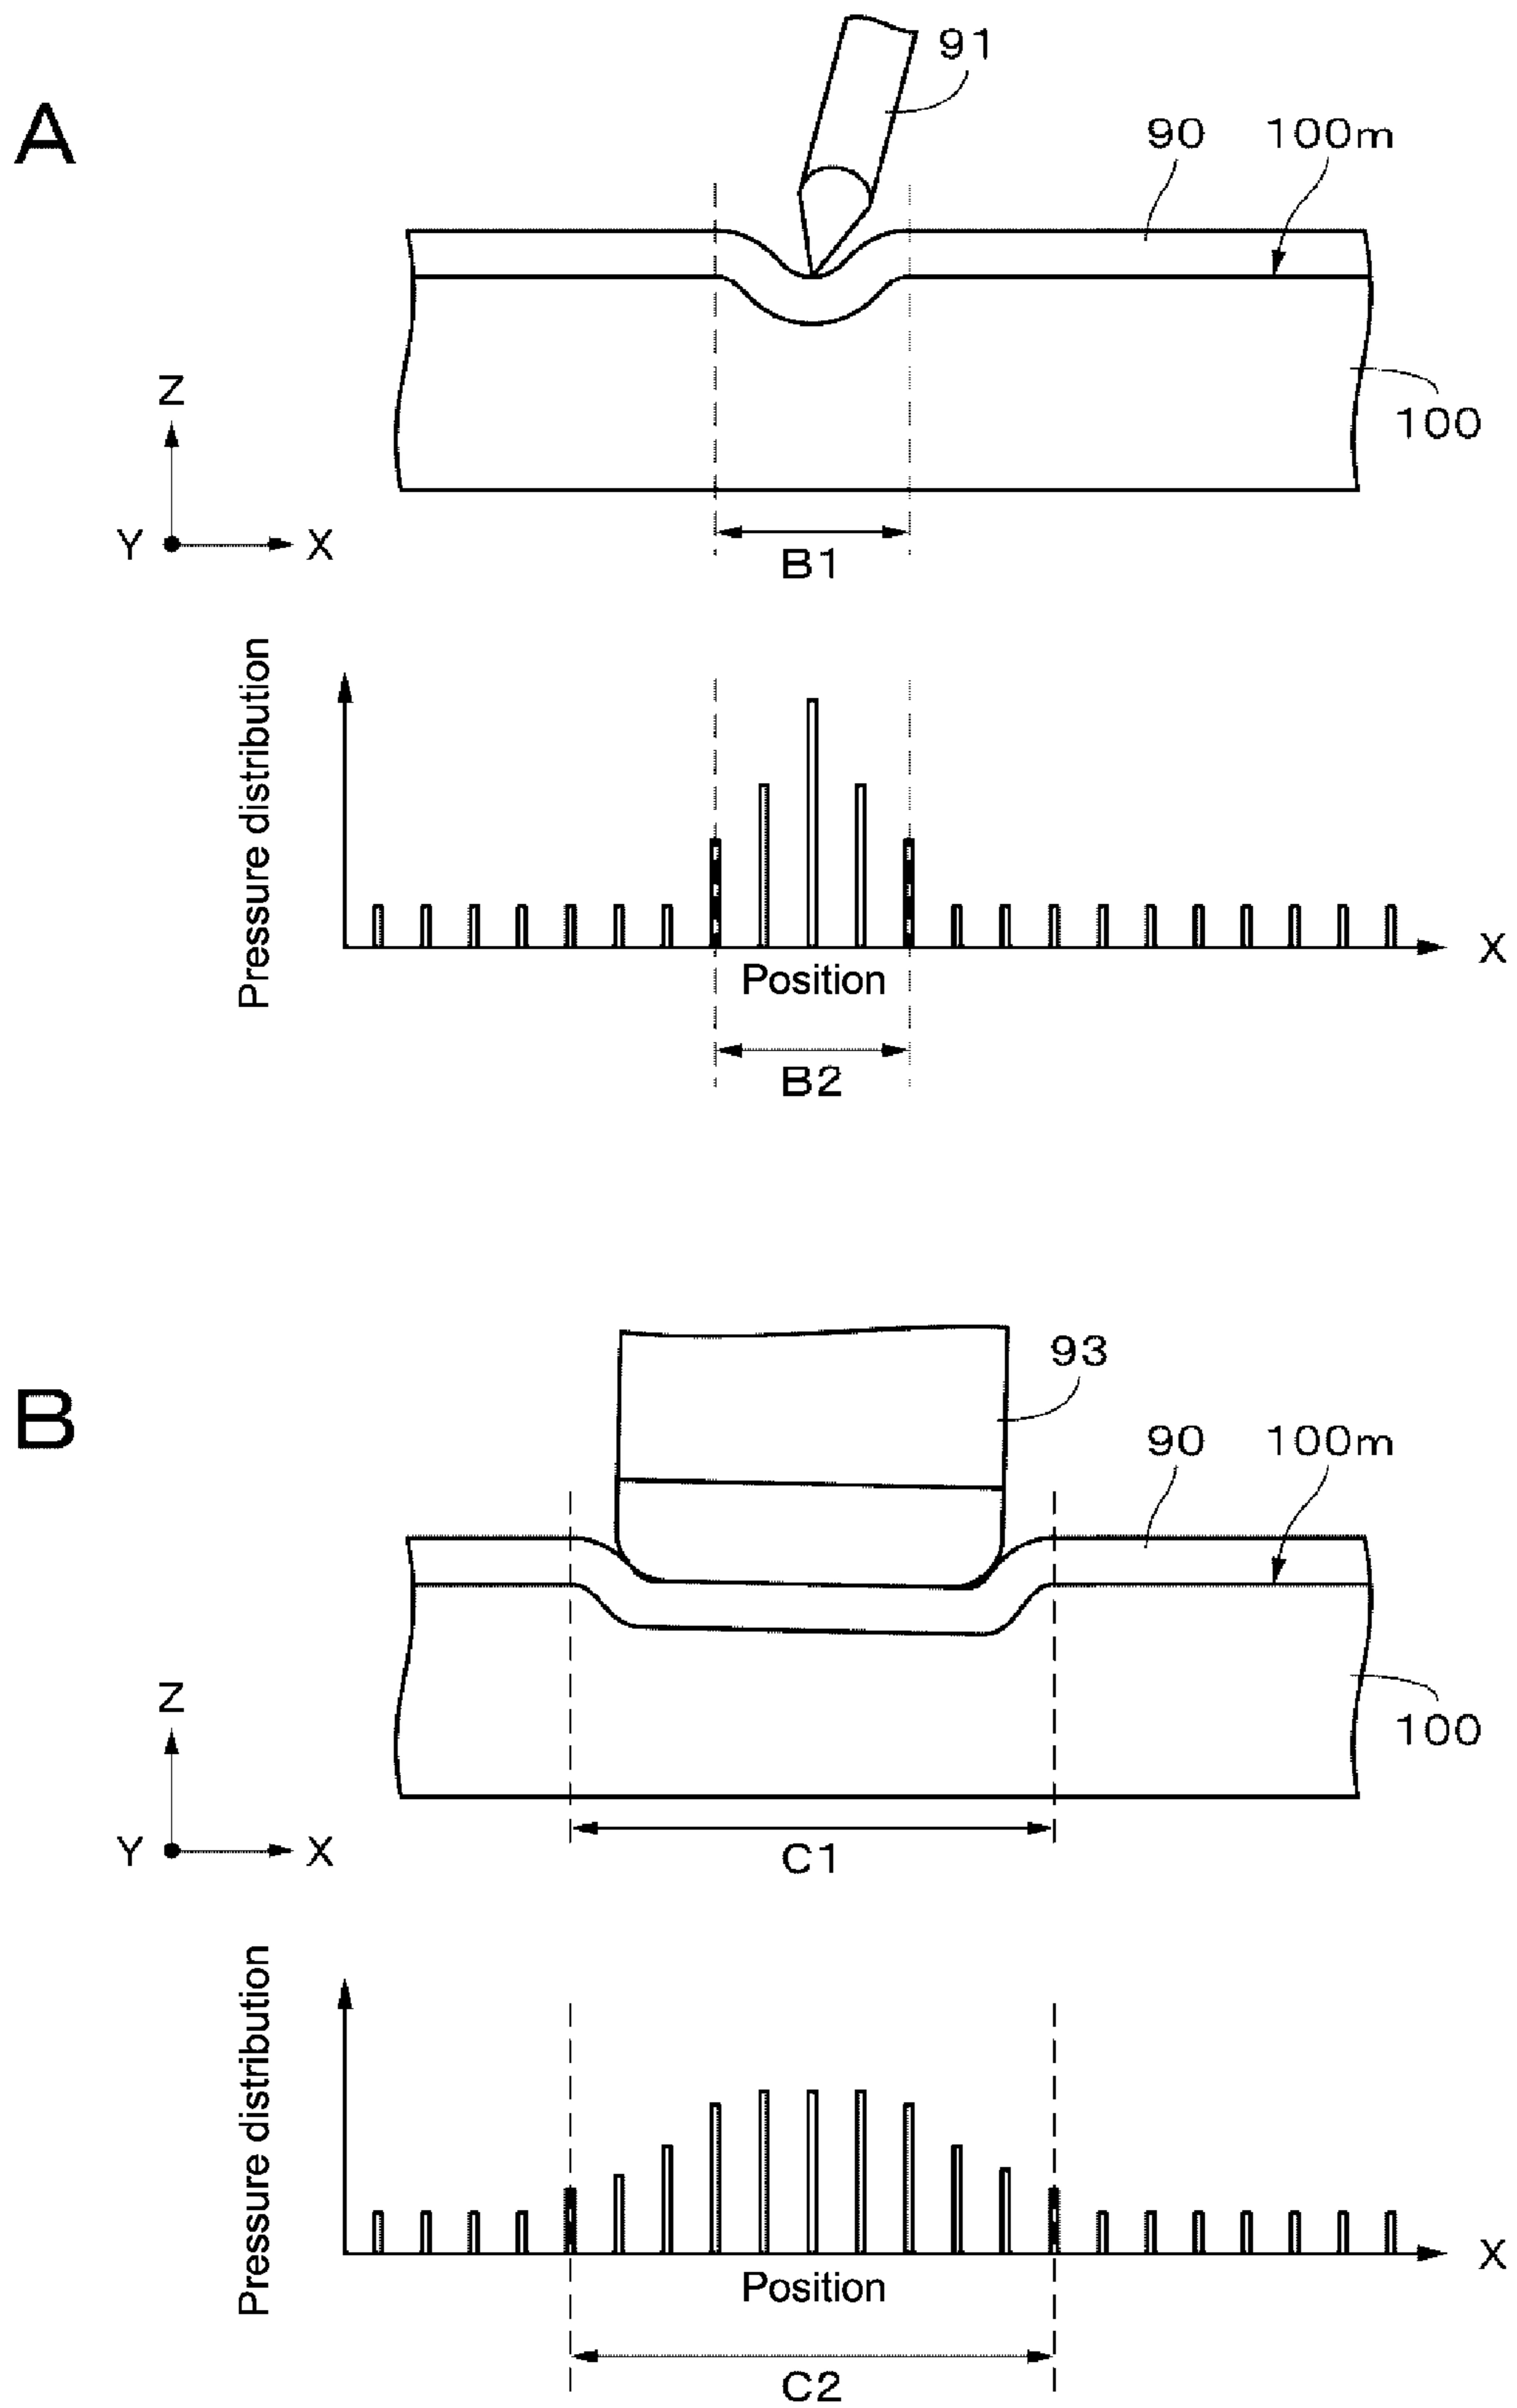 A
91
90
100m
Z
100
Y
X
B1
Pressure distribution
X
Position
B2
B
93
90
100m
Z
100
Y
X
C1
Pressure distribution
X
Position
C2